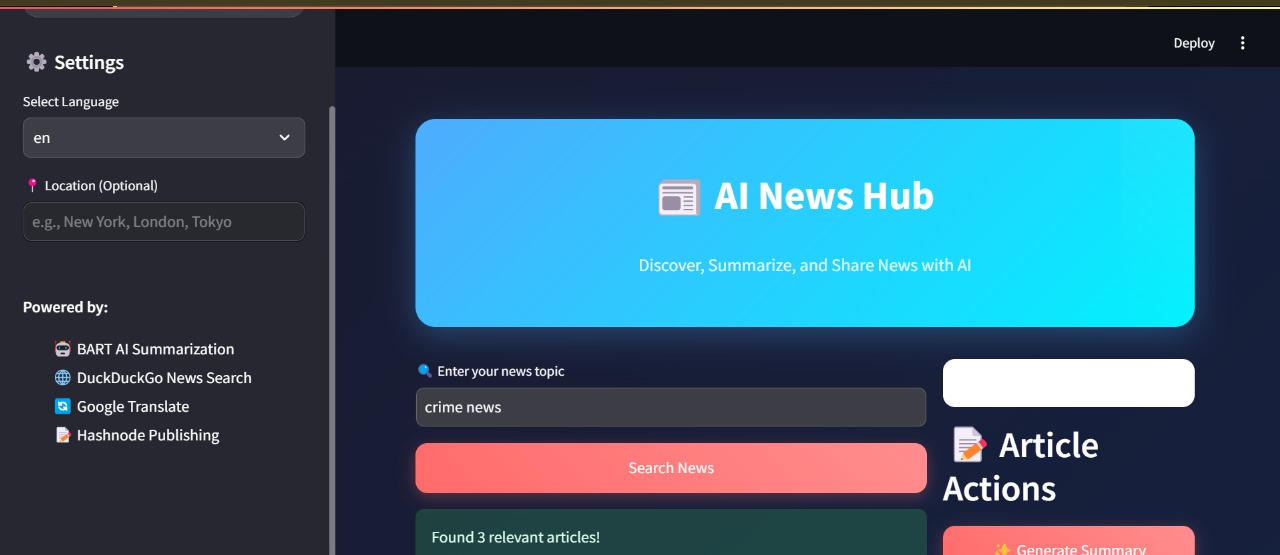 Deploy
Settings
Select Language
en
Location (Optional)
e.g., New York, London, Tokyo
Powered by:
BART AI Summarization
DuckDuckGo News Search
Google Translate
Hashnode Publishing
AI News Hub
Discover, Summarize, and Share News with AI
Enter your news topic
crime news
Search News
Found 3 relevant articles!
Article
Actions
Generate Summary